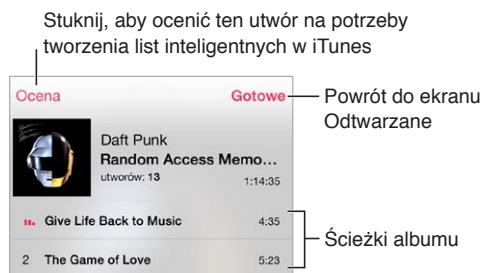 Stuknij, aby ocenić ten utwór na potrzeby
tworzenia list inteligentnych w iTunes
Ocena
Gotowe
Powrót do ekranu
Odtwarzane
Daft Punk
Random Access Memo...
utworów: 13
1:14:35
Give Life Back to Music 4:35
Ścieżki albumu
2 The Game of Love 5:23